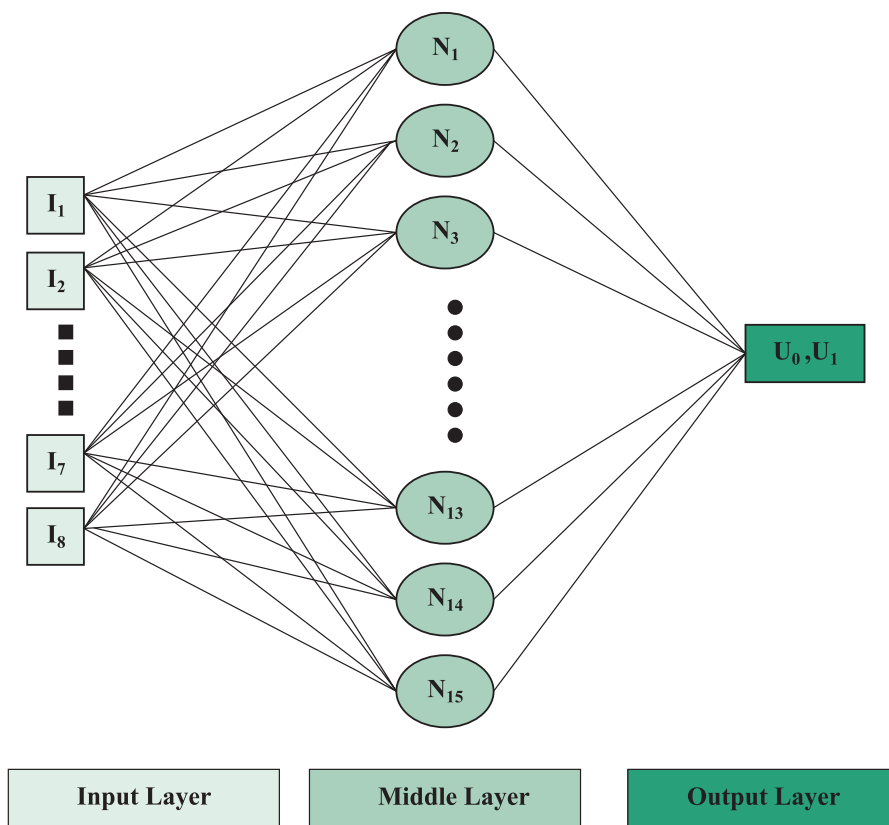 N₁
N₂
N₃
I₁
I₂
I₇
I₈
N₁₃
N₁₄
N₁₅
U₀ ,U₁
Input Layer
Middle Layer
Output Layer